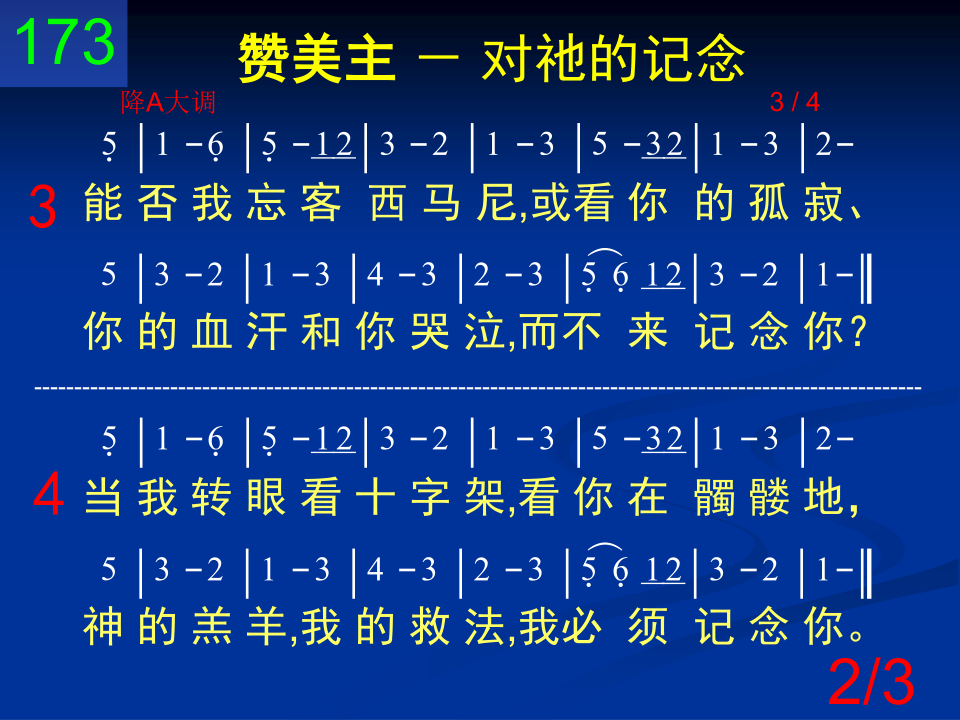 173
赞美主 － 对祂的记念
降A大调 3 / 4
5̣ | 1 - 6̣ | 5̣ - 1̲2̲ | 3 - 2 | 1 - 3 | 5 - 3̲2̲ | 1 - 3 | 2 -
3 能 否 我 忘 客 西 马 尼,或 看 你 的 孤 寂、
5 | 3 - 2 | 1 - 3 | 4 - 3 | 2 - 3 | 5̣ 6̣ 1̲2̲ | 3 - 2 | 1 - ‖
你 的 血 汗 和 你 哭 泣,而 不 来 记 念 你?
--------------------------------------------------------------------------------
5̣ | 1 - 6̣ | 5̣ - 1̲2̲ | 3 - 2 | 1 - 3 | 5 - 3̲2̲ | 1 - 3 | 2 -
4 当 我 转 眼 看 十 字 架,看 你 在 髑 髅 地,
5 | 3 - 2 | 1 - 3 | 4 - 3 | 2 - 3 | 5̣ 6̣ 1̲2̲ | 3 - 2 | 1 - ‖
神 的 羔 羊,我 的 救 法,我 必 须 记 念 你。
2/3